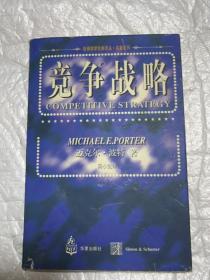 竞争战略
COMPETITIVE STRATEGY
MICHAEL E.PORTER
迈克尔·波特 著
华夏出版社
Simon & Schuster